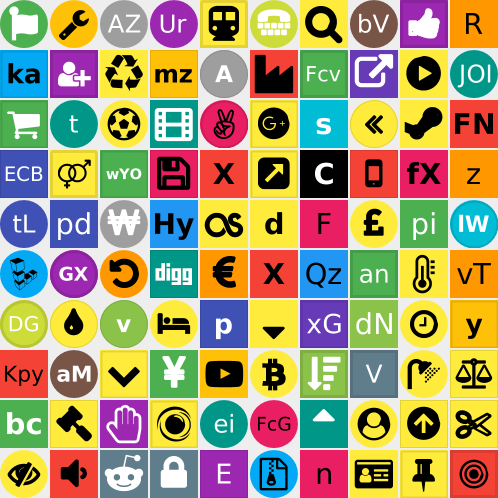 AZ Ur bV R
ka mz A Fcv JOI
t G+ s FN
ECB wYO X C fX z
tL pd Hy d F pi IW
GX digg X Qz an vT
DG v p xG dN y
Kpy aM V
bc ei FcG
E n